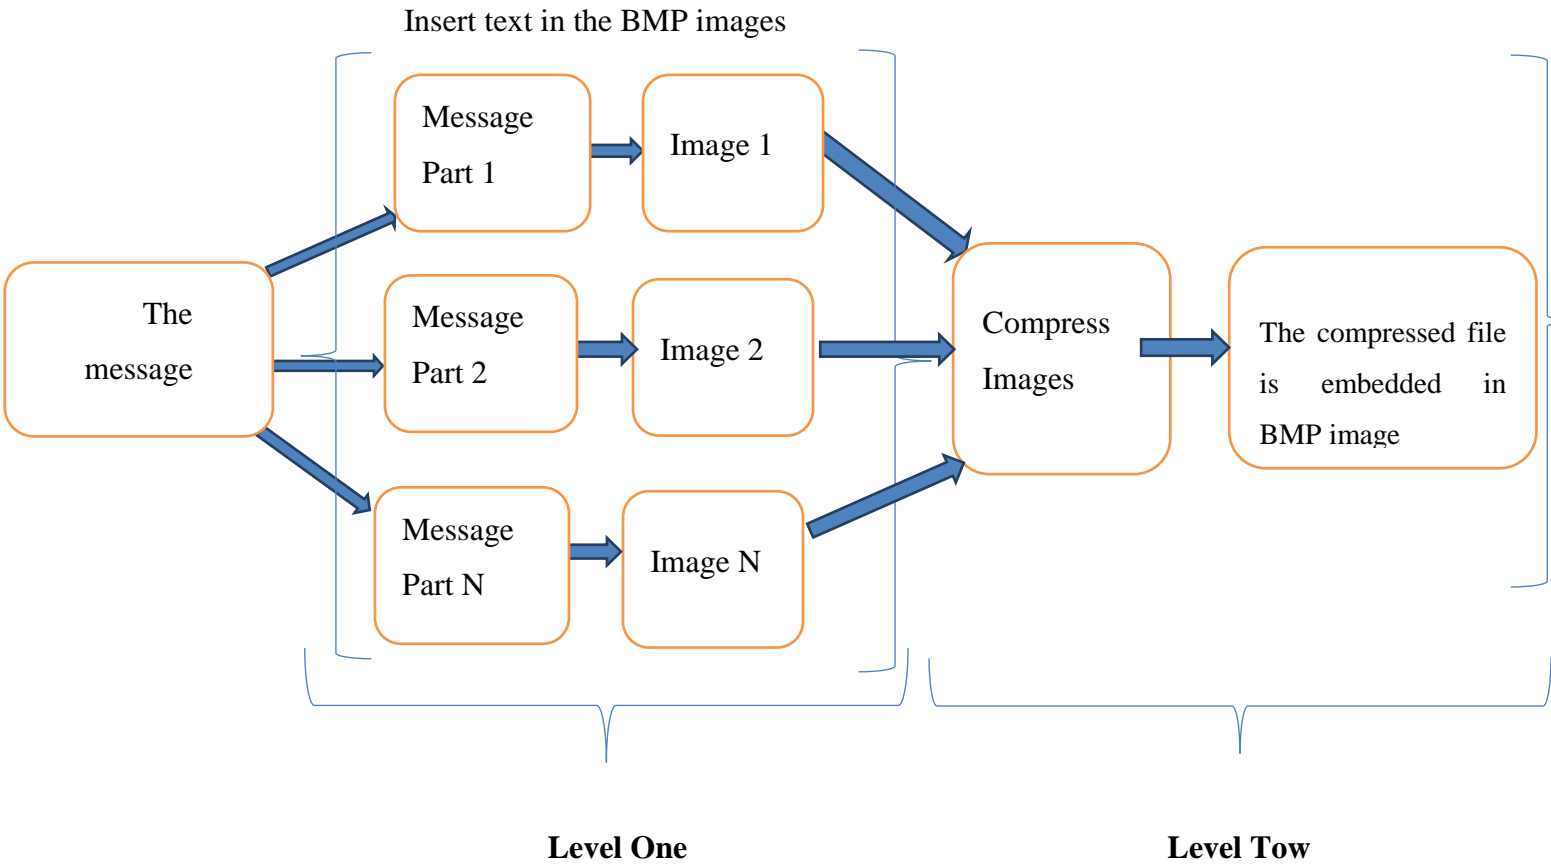 Insert text in the BMP images
Message
Part 1
Image 1
The
message
Message
Part 2
Image 2
Compress
Images
The compressed file
is embedded in
BMP image
Message
Part N
Image N
Level One
Level Tow